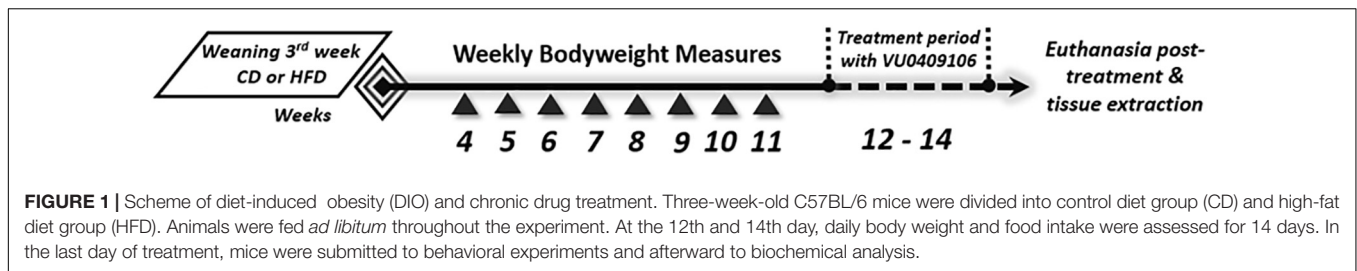 Weaning 3rd week
CD or HFD
Weeks
Weekly Bodyweight Measures
4 5 6 7 8 9 10 11
Treatment period
with VU0409106
12 - 14
Euthanasia post-
treatment &
tissue extraction
FIGURE 1 | Scheme of diet-induced obesity (DIO) and chronic drug treatment. Three-week-old C57BL/6 mice were divided into control diet group (CD) and high-fat
diet group (HFD). Animals were fed ad libitum throughout the experiment. At the 12th and 14th day, daily body weight and food intake were assessed for 14 days. In
the last day of treatment, mice were submitted to behavioral experiments and afterward to biochemical analysis.